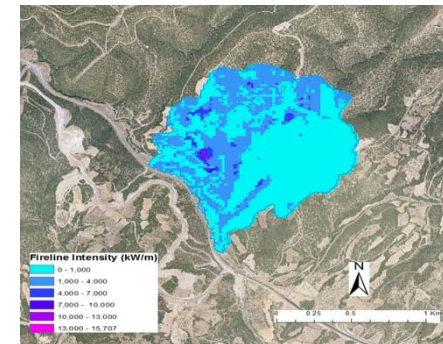 Fireline Intensity (kW/m)
0 - 1,000
1,000 - 4,000
4,000 - 7,000
7,000 - 10,000
10,000 - 13,000
13,000 - 15,707
N
0 0.25 0.5 1 Km